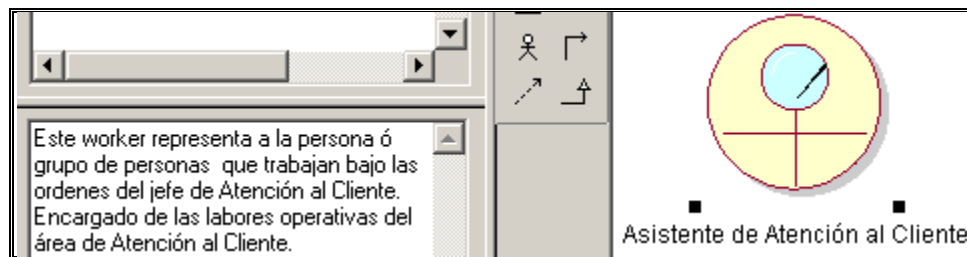 Este worker representa a la persona ó
grupo de personas que trabajan bajo las
ordenes del jefe de Atención al Cliente.
Encargado de las labores operativas del
área de Atención al Cliente.
Asistente de Atención al Cliente